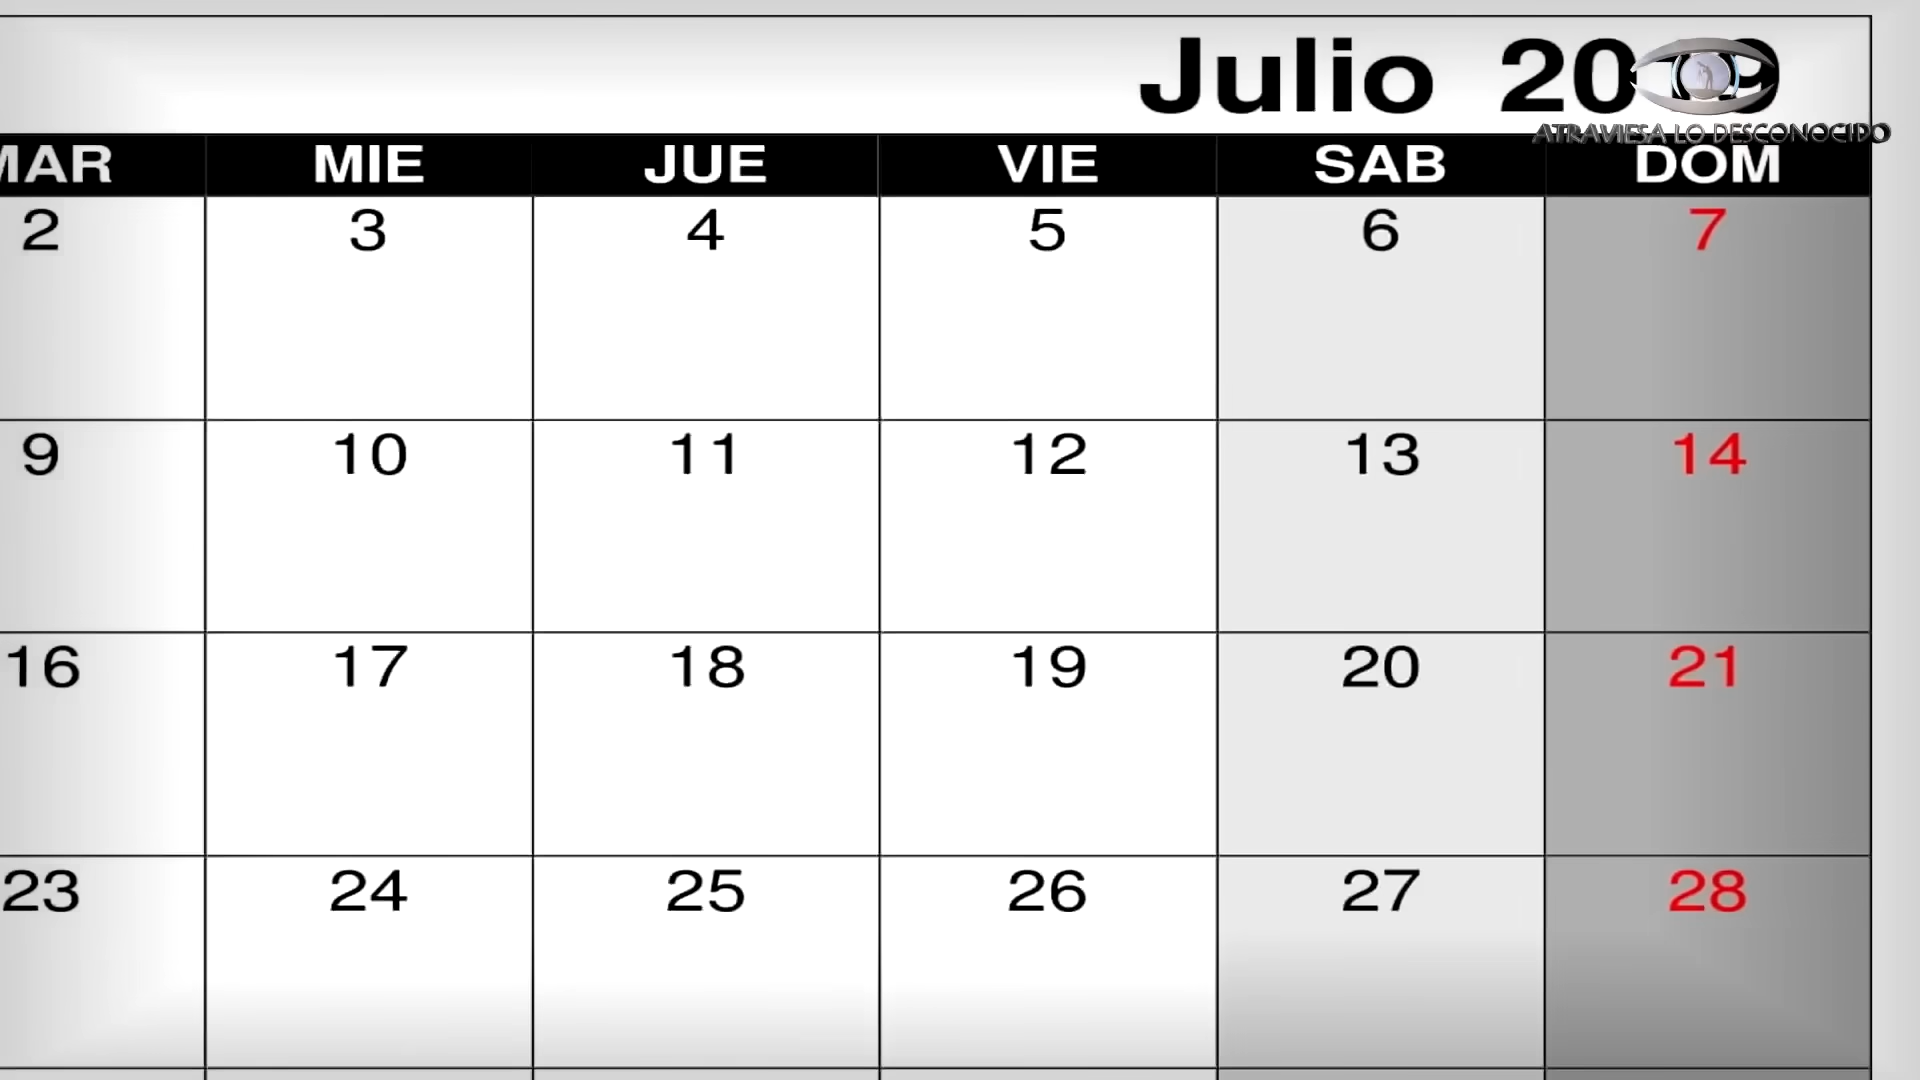 Julio 20 9
ATRAVIESA LO DESCONOCIDO
MAR MIE JUE VIE SAB DOM
2 3 4 5 6 7
9 10 11 12 13 14
16 17 18 19 20 21
23 24 25 26 27 28